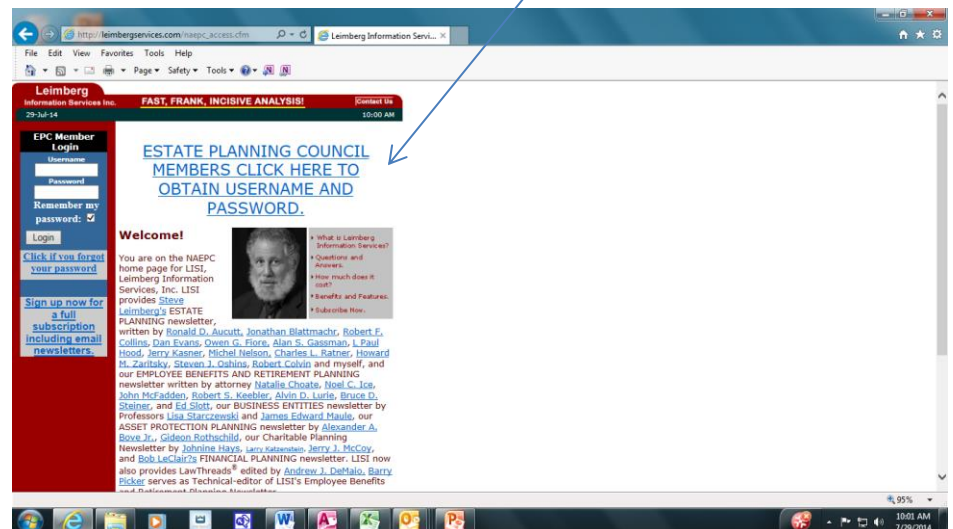 http://leimbergservices.com/naepc_access.cfm
Leimberg Information Servi...
File Edit View Favorites Tools Help
Page Safety Tools
Leimberg
Information Services Inc.
FAST, FRANK, INCISIVE ANALYSIS!
Contact Us
29-Jul-14
10:00 AM
EPC Member
Login
Username
Password
Remember my
password:
Login
Click if you forgot
your password
Sign up now for
a full
subscription
including email
newsletters.
ESTATE PLANNING COUNCIL
MEMBERS CLICK HERE TO
OBTAIN USERNAME AND
PASSWORD.
Welcome!
You are on the NAEPC
home page for LISI,
Leimberg Information
Services, Inc. LISI
provides Steve
Leimberg's ESTATE
PLANNING newsletter,
written by Ronald D. Aucutt, Jonathan Blattmachr, Robert F.
Collins, Dan Evans, Owen G. Fiore, Alan S. Gassman, L Paul
Hood, Jerry Kasner, Michel Nelson, Charles L. Ratner, Howard
M. Zaritsky, Steven J. Oshins, Robert Colvin and myself, and
our EMPLOYEE BENEFITS AND RETIREMENT PLANNING
newsletter written by attorney Natalie Choate, Noel C. Ice,
John McFadden, Robert S. Keebler, Alvin D. Lurie, Bruce D.
Steiner, and Ed Slott, our BUSINESS ENTITIES newsletter by
Professors Lisa Starczewski and James Edward Maule, our
ASSET PROTECTION PLANNING newsletter by Alexander A.
Bove Jr., Gideon Rothschild, our Charitable Planning
Newsletter by Johnine Hays, Larry Katzenstein, Jerry J. McCoy,
and Bob LeClair?s FINANCIAL PLANNING newsletter. LISI now
also provides LawThreads® edited by Andrew J. DeMaio, Barry
Picker serves as Technical-editor of LISI's Employee Benefits
and Retirement Planning Newsletter
What is Leimberg
Information Services?
Questions and
Answers.
How much does it
cost?
Benefits and Features.
Subscribe Now.
95%
10:01 AM
7/29/2014